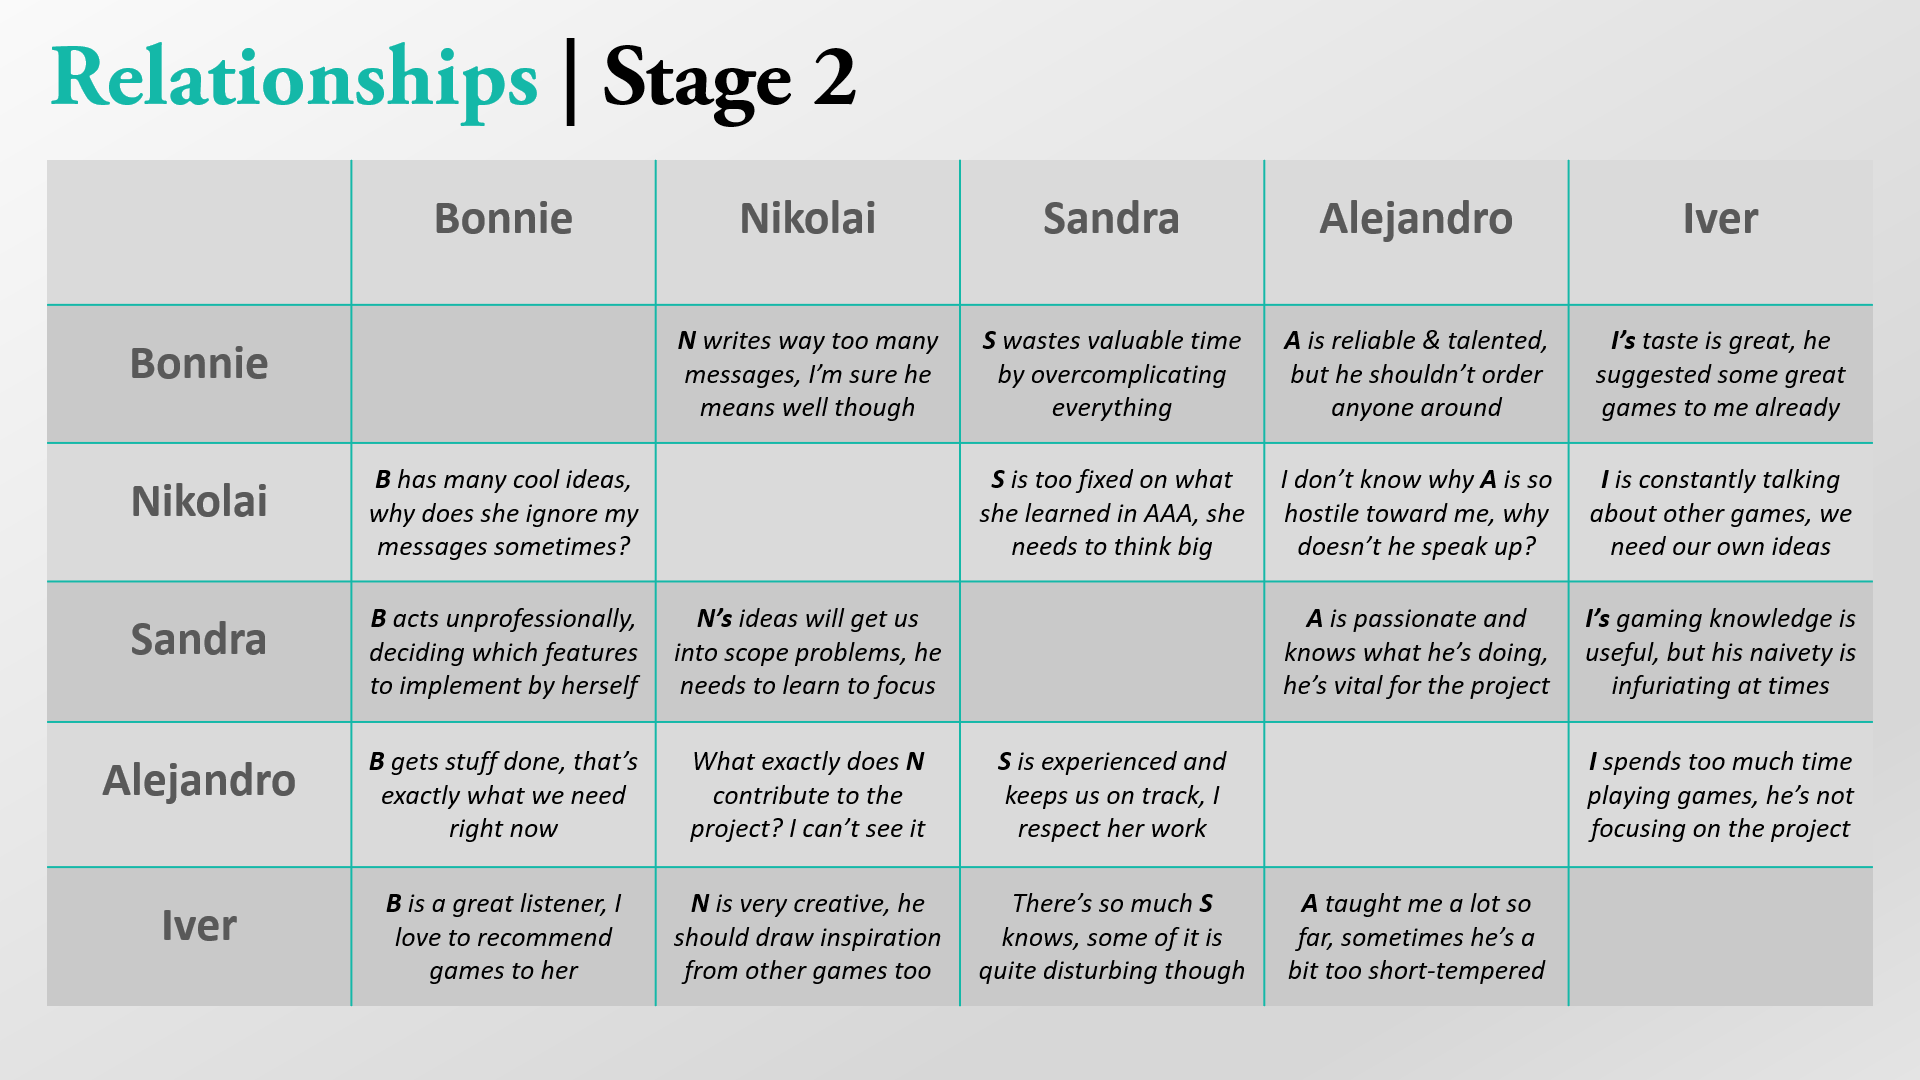 Relationships | Stage 2
Bonnie
Nikolai
Sandra
Alejandro
Iver
Bonnie
N writes way too many
messages, I’m sure he
means well though
S wastes valuable time
by overcomplicating
everything
A is reliable & talented,
but he shouldn’t order
anyone around
I’s taste is great, he
suggested some great
games to me already
Nikolai
B has many cool ideas,
why does she ignore my
messages sometimes?
S is too fixed on what
she learned in AAA, she
needs to think big
I don’t know why A is so
hostile toward me, why
doesn’t he speak up?
I is constantly talking
about other games, we
need our own ideas
Sandra
B acts unprofessionally,
deciding which features
to implement by herself
N’s ideas will get us
into scope problems, he
needs to learn to focus
A is passionate and
knows what he’s doing,
he’s vital for the project
I’s gaming knowledge is
useful, but his naivety is
infuriating at times
Alejandro
B gets stuff done, that’s
exactly what we need
right now
What exactly does N
contribute to the
project? I can’t see it
S is experienced and
keeps us on track, I
respect her work
I spends too much time
playing games, he’s not
focusing on the project
Iver
B is a great listener, I
love to recommend
games to her
N is very creative, he
should draw inspiration
from other games too
There’s so much S
knows, some of it is
quite disturbing though
A taught me a lot so
far, sometimes he’s a
bit too short-tempered